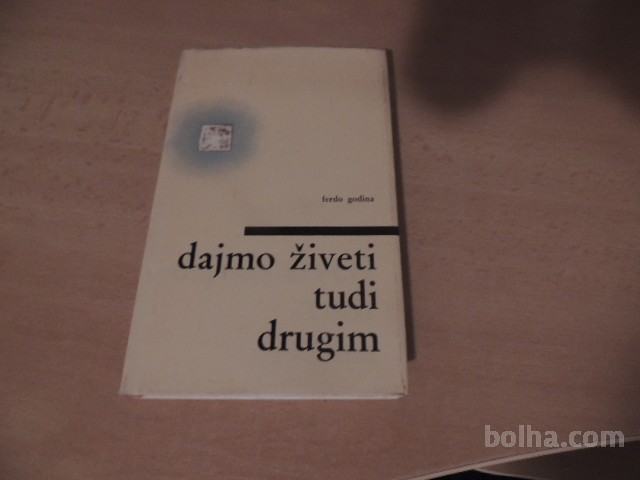 ferdo godina
dajmo živeti
tudi
drugim
bolha.com